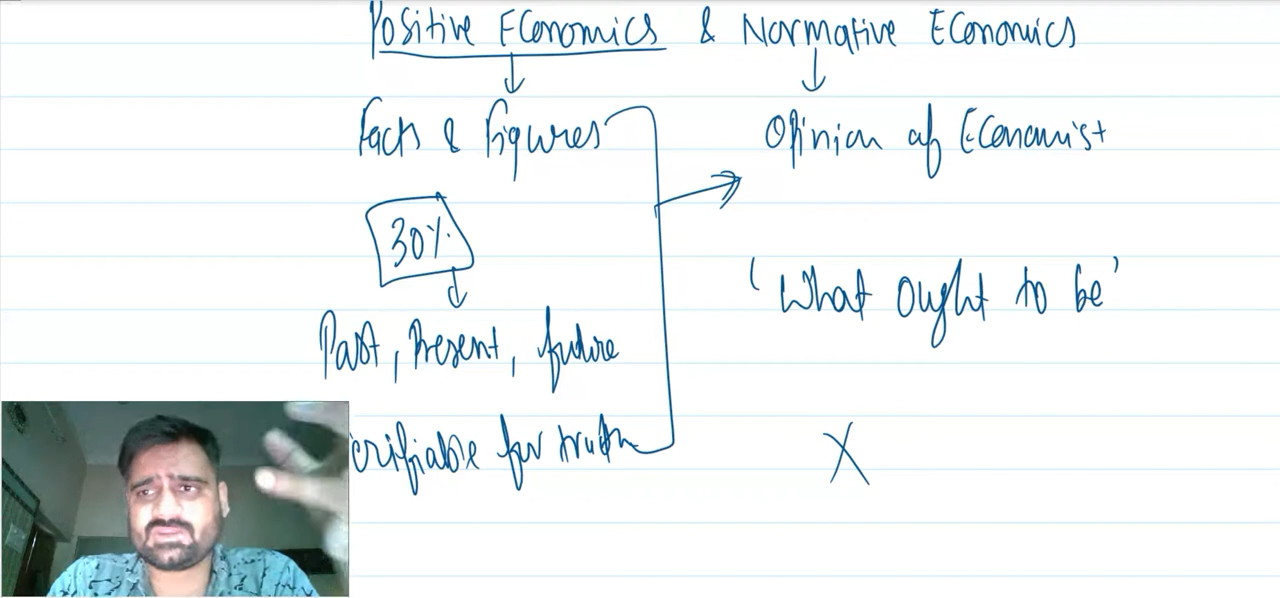 Positive Economics & Normative Economics
Facts & Figures
Opinion of Economist
30%
'What ought to be'
Past, Present, future
erifiable for truth
X